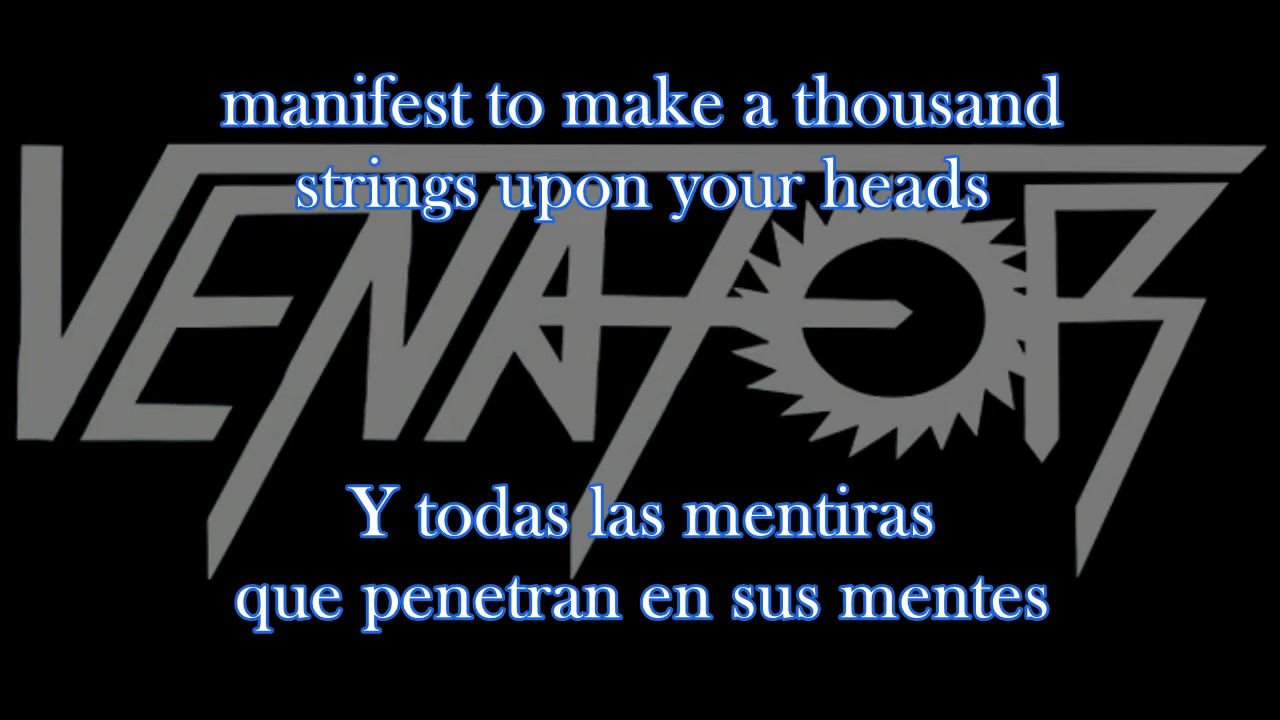 manifest to make a thousand
strings upon your heads
VENATOR
Y todas las mentiras
que penetran en sus mentes